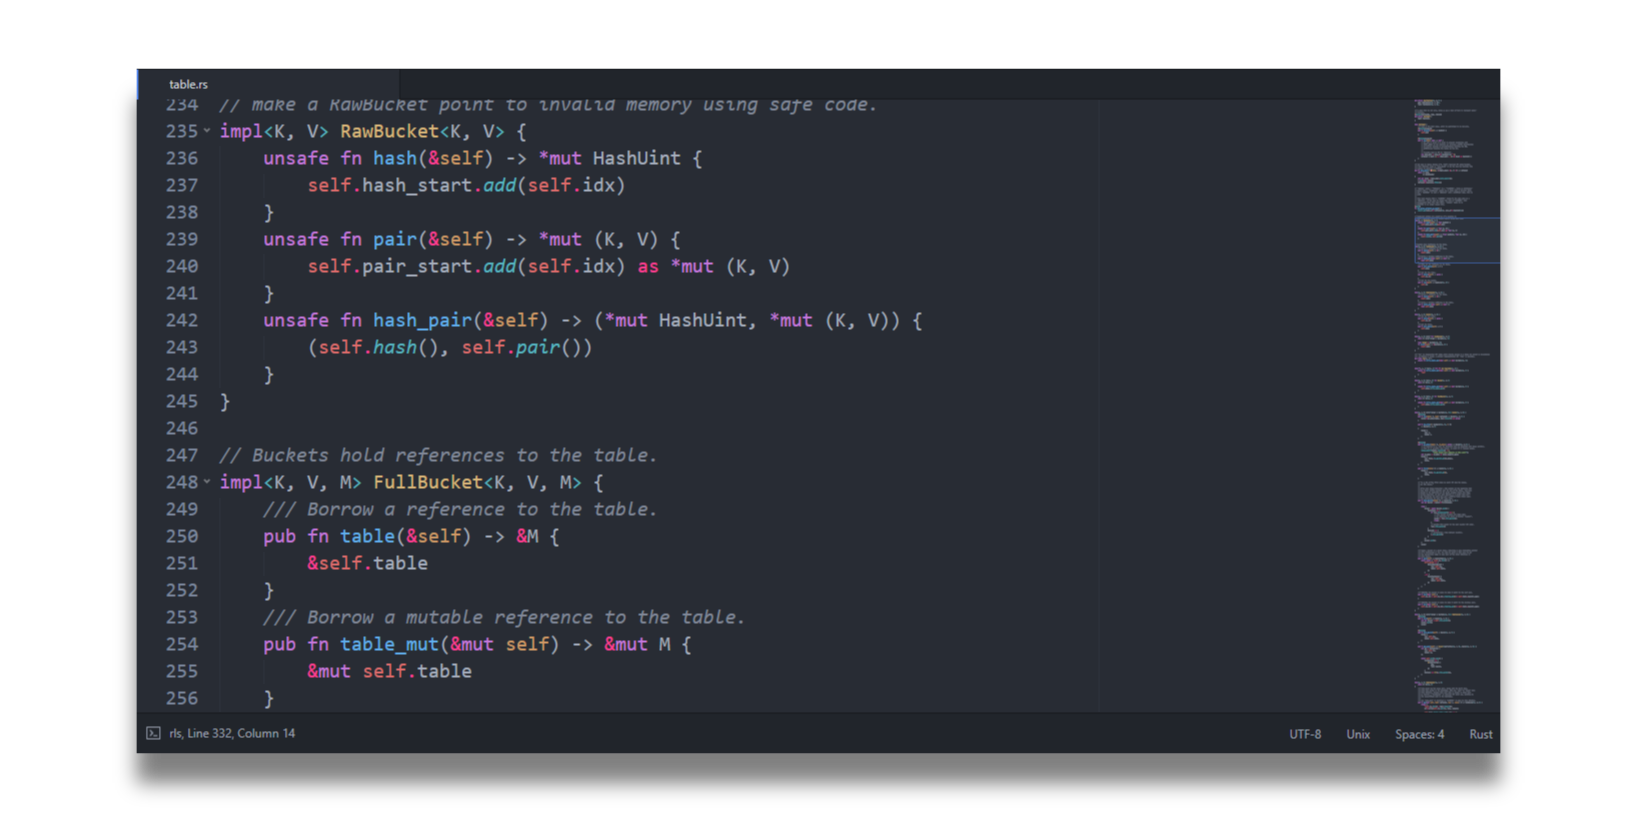 table.rs
234 // make a RawBucket point to invalid memory using safe code.
235 impl<K, V> RawBucket<K, V> {
236     unsafe fn hash(&self) -> *mut HashUint {
237         self.hash_start.add(self.idx)
238     }
239     unsafe fn pair(&self) -> *mut (K, V) {
240         self.pair_start.add(self.idx) as *mut (K, V)
241     }
242     unsafe fn hash_pair(&self) -> (*mut HashUint, *mut (K, V)) {
243         (self.hash(), self.pair())
244     }
245 }
246
247 // Buckets hold references to the table.
248 impl<K, V, M> FullBucket<K, V, M> {
249     /// Borrow a reference to the table.
250     pub fn table(&self) -> &M {
251         &self.table
252     }
253     /// Borrow a mutable reference to the table.
254     pub fn table_mut(&mut self) -> &mut M {
255         &mut self.table
256     }
rls, Line 332, Column 14 UTF-8 Unix Spaces: 4 Rust